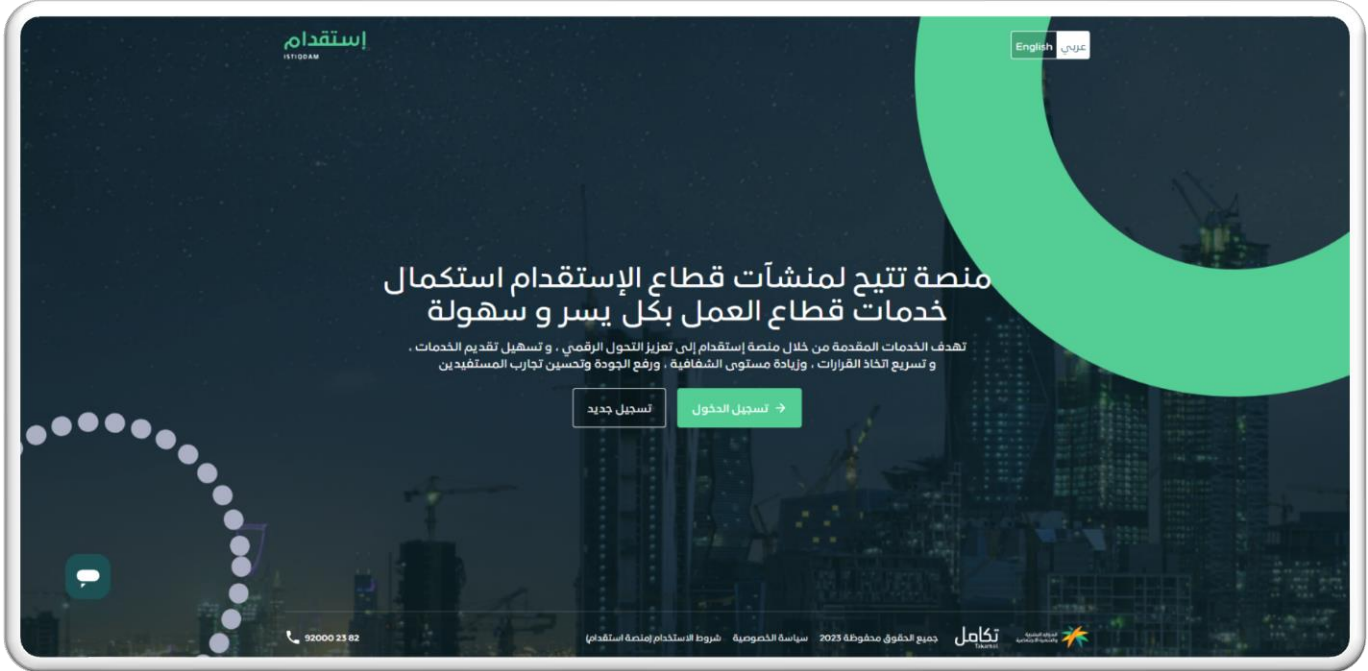 إستقدام
ISTIQDAM
عربي English
منصة تتيح لمنشآت قطاع الإستقدام استكمال
خدمات قطاع العمل بكل يسر و سهولة
تهدف الخدمات المقدمة من خلال منصة إستقدام إلى تعزيز التحول الرقمي ، و تسهيل تقديم الخدمات ،
و تسريع اتخاذ القرارات ، وزيادة مستوى الشفافية ، ورفع الجودة وتحسين تجارب المستفيدين
تسجيل الدخول
تسجيل جديد
تكامل
Takamol
جميع الحقوق محفوظة 2023 سياسة الخصوصية شروط الاستخدام (منصة استقدام)
92000 23 82